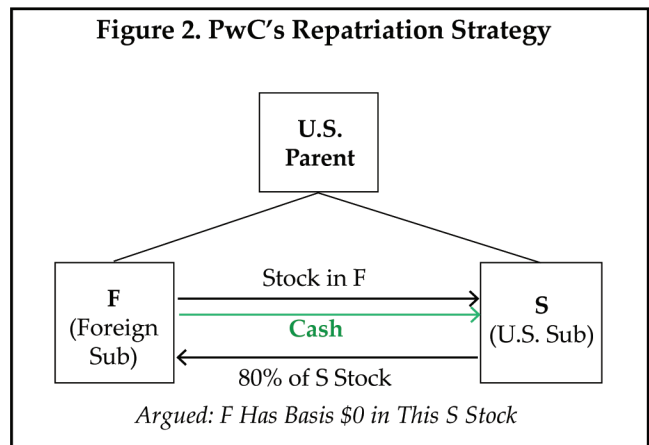 Figure 2. PwC's Repatriation Strategy
U.S.
Parent
F
(Foreign
Sub)
Stock in F
Cash
80% of S Stock
S
(U.S. Sub)
Argued: F Has Basis $0 in This S Stock